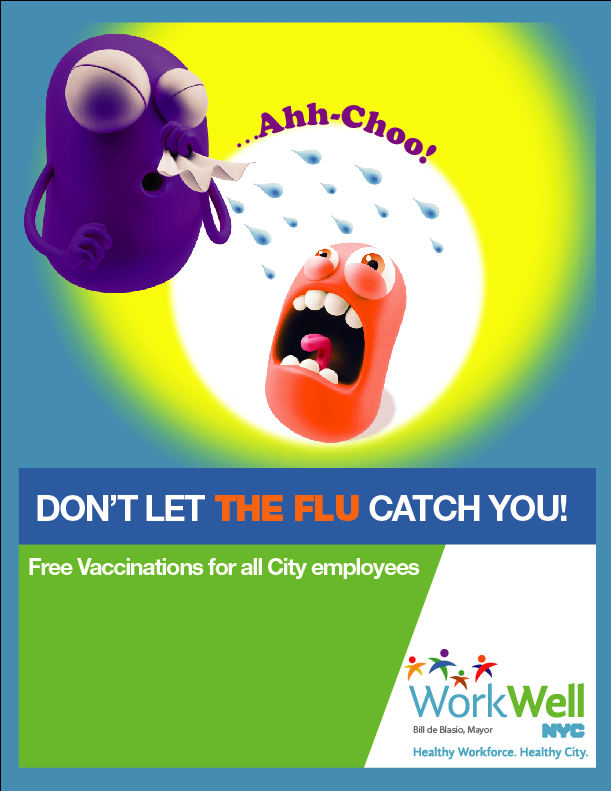 ...Ahh-Choo!
DON'T LET THE FLU CATCH YOU!
Free Vaccinations for all City employees
WorkWell
Bill de Blasio, Mayor
NYC
Healthy Workforce. Healthy City.